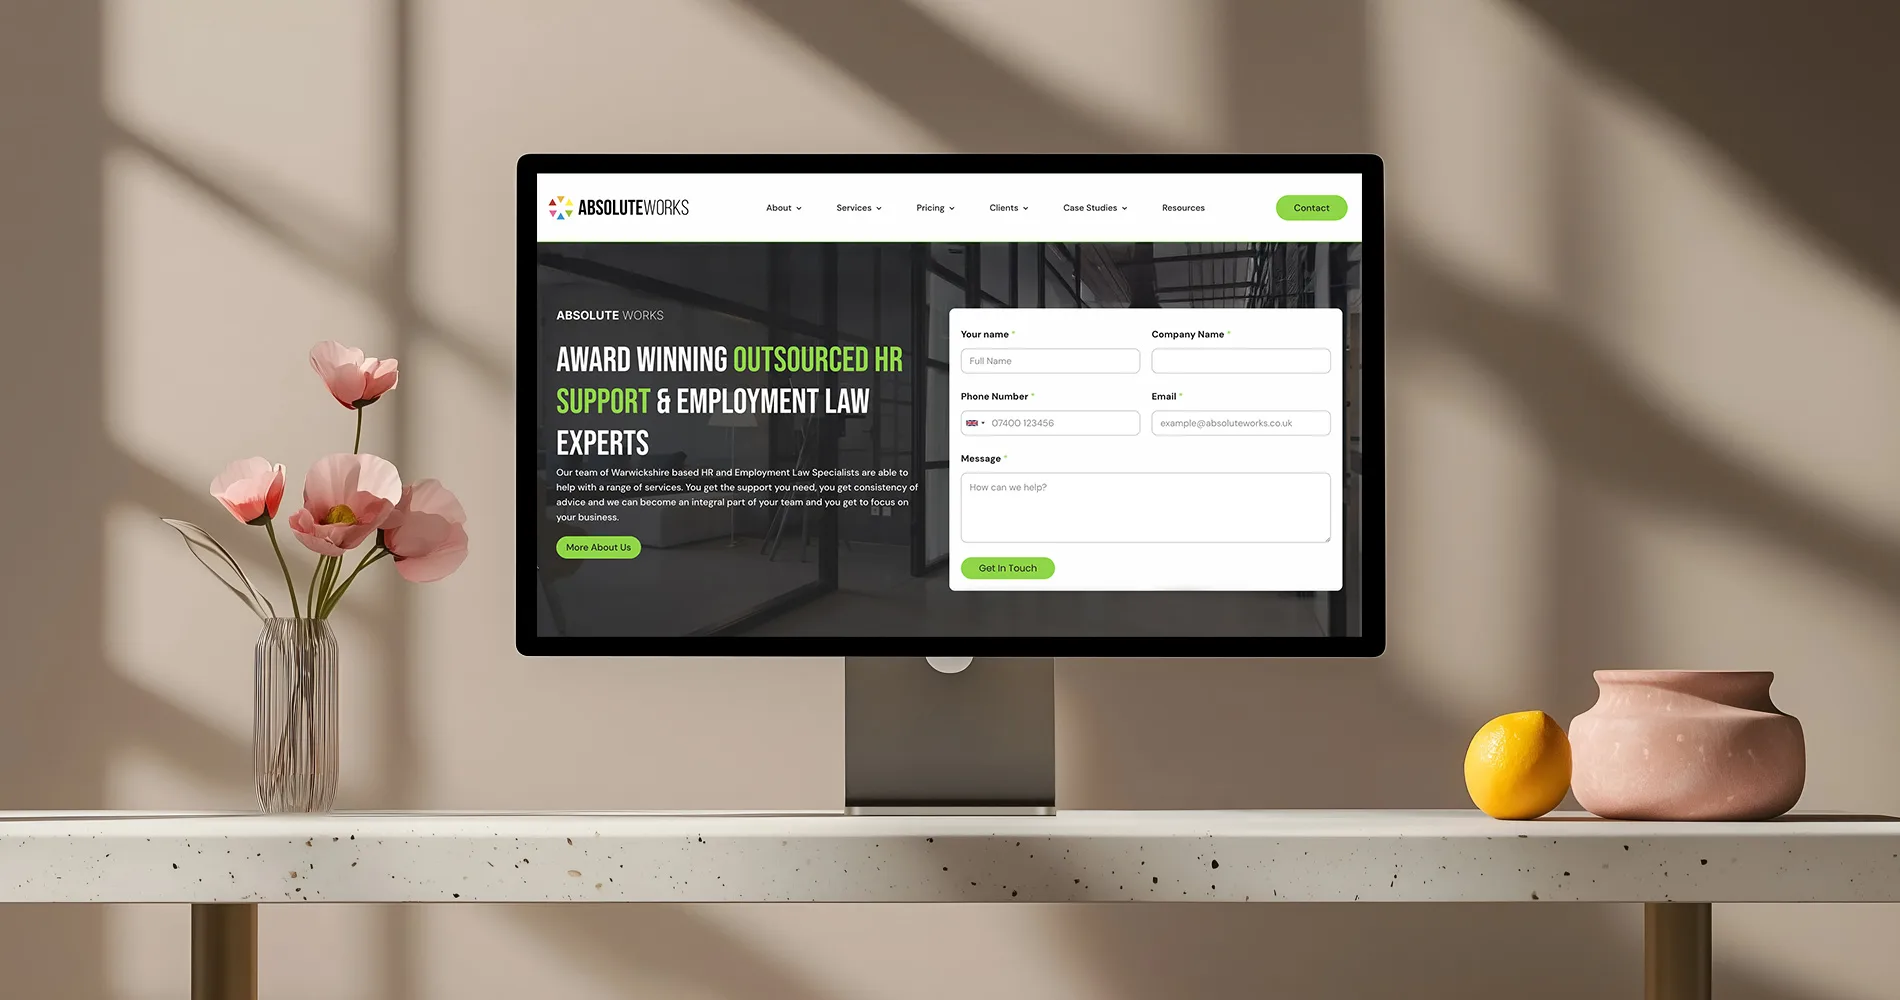 ABSOLUTEWORKS
About
Services
Pricing
Clients
Case Studies
Resources
Contact
ABSOLUTE WORKS
AWARD WINNING OUTSOURCED HR
SUPPORT & EMPLOYMENT LAW
EXPERTS
Our team of Warwickshire based HR and Employment Law Specialists are able to
help with a range of services. You get the support you need, you get consistency of
advice and we can become an integral part of your team and you get to focus on
your business.
More About Us
Your name *
Full Name
Company Name *
Phone Number *
07400 123456
Email *
example@absoluteworks.co.uk
Message *
How can we help?
Get In Touch